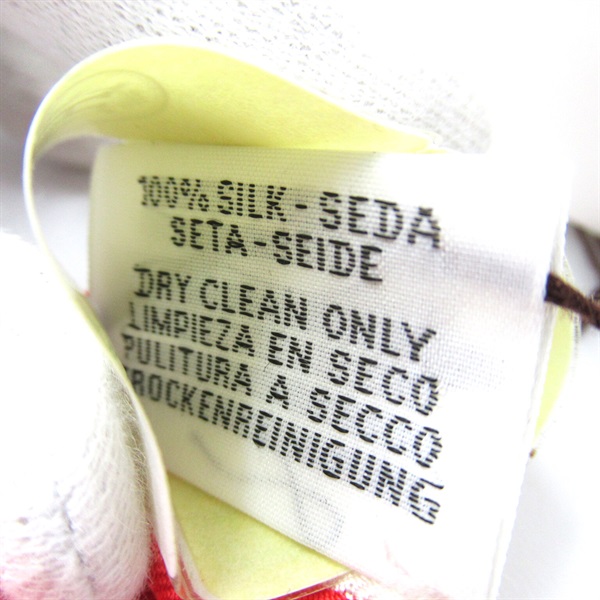 100% SILK - SEDA
SETA - SEIDE
DRY CLEAN ONLY
LIMPIEZA EN SECO
PULITURA A SECCO
TROCKENREINIGUNG